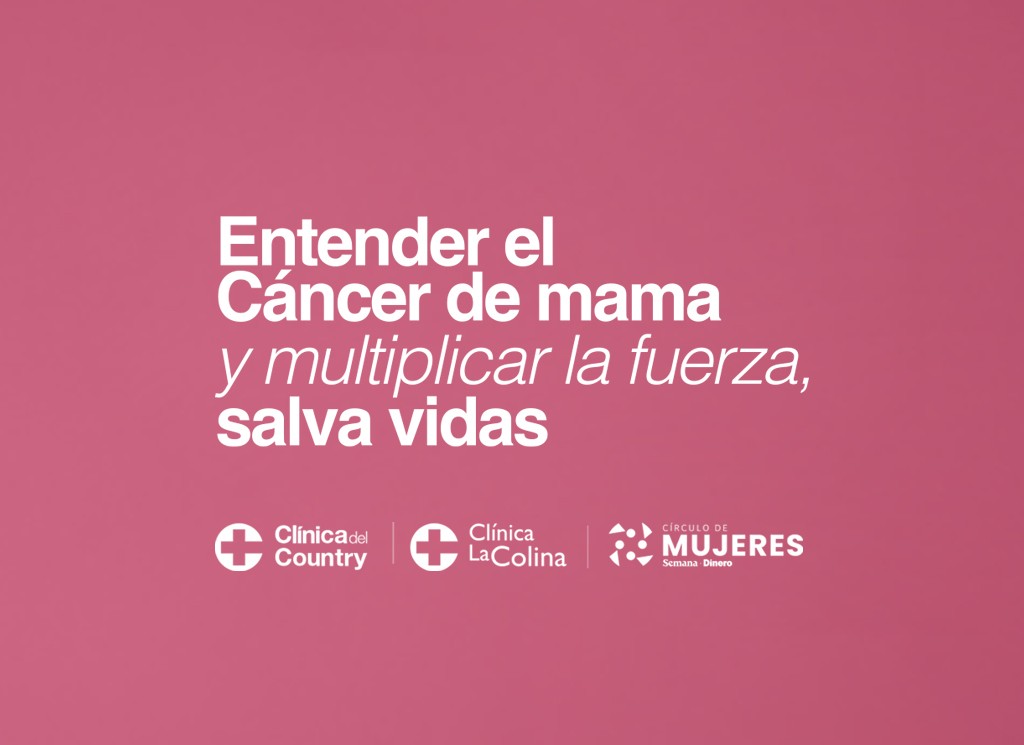 Entender el
Cáncer de mama
y multiplicar la fuerza,
salva vidas
Clínica del
Country
Clínica
La Colina
CÍRCULO DE
MUJERES
Semana Dinero